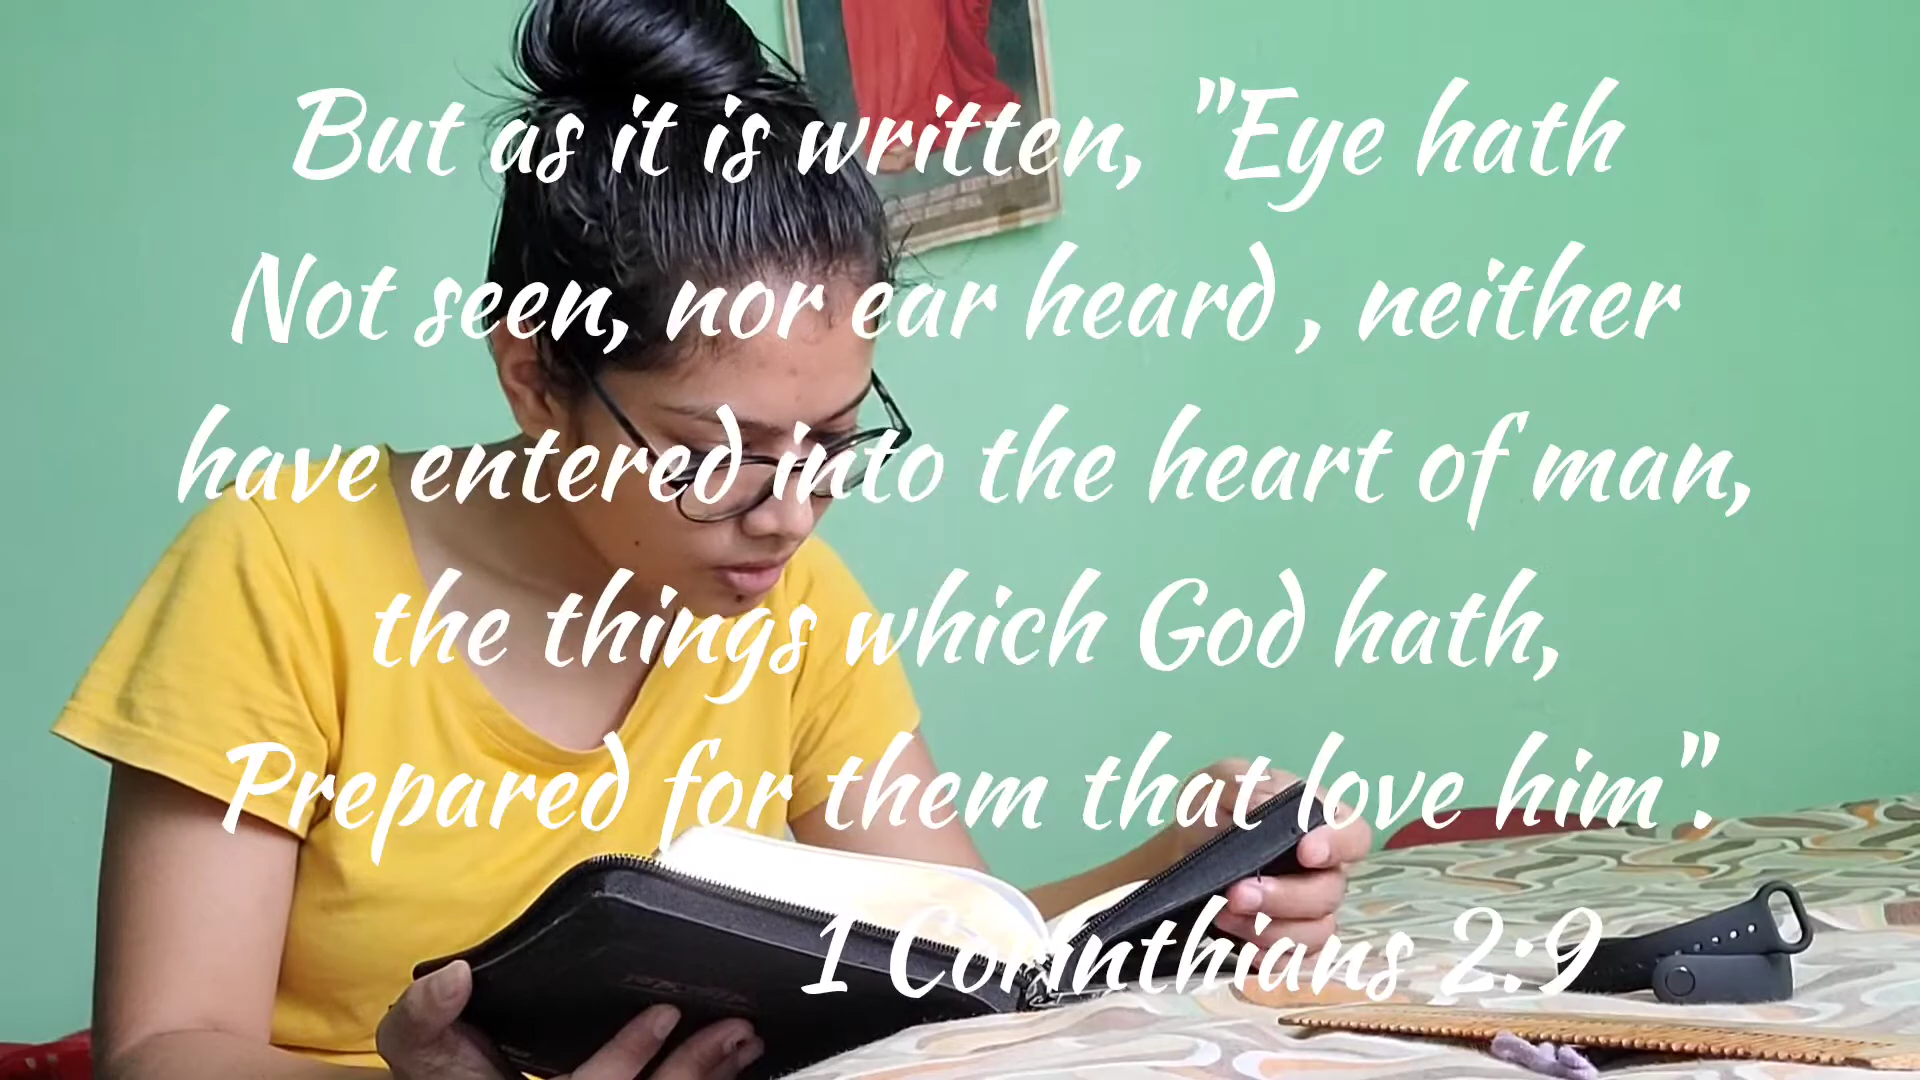 But as it is written, "Eye hath
Not seen, nor ear heard , neither
have entered into the heart of man,
the things which God hath,
Prepared for them that love him".
1 Corinthians 2:9